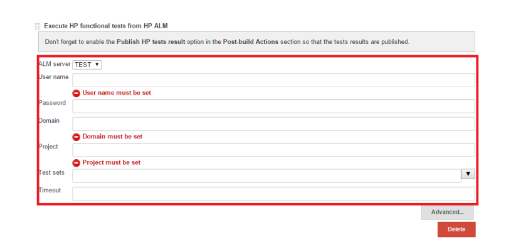 Execute HP functional tests from HP ALM
Don't forget to enable the Publish HP tests result option in the Post-build Actions section so that the tests results are published.
ALM server TEST
User name
User name must be set
Password
Domain
Domain must be set
Project
Project must be set
Test sets
Timeout
Advanced...
Delete